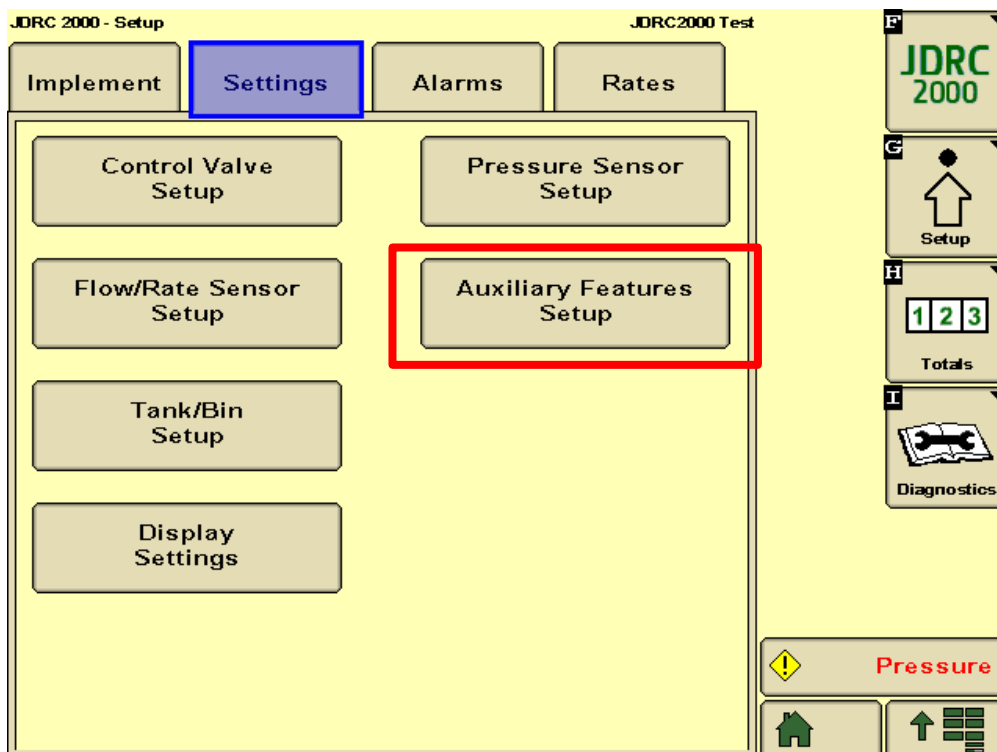 JDRC 2000 - Setup
JDRC2000 Test
Implement
Settings
Alarms
Rates
Control Valve
Setup
Pressure Sensor
Setup
Flow/Rate Sensor
Setup
Auxiliary Features
Setup
Tank/Bin
Setup
Display
Settings
F
JDRC
2000
G
Setup
H
1 2 3
Totals
I
Diagnostics
Pressure